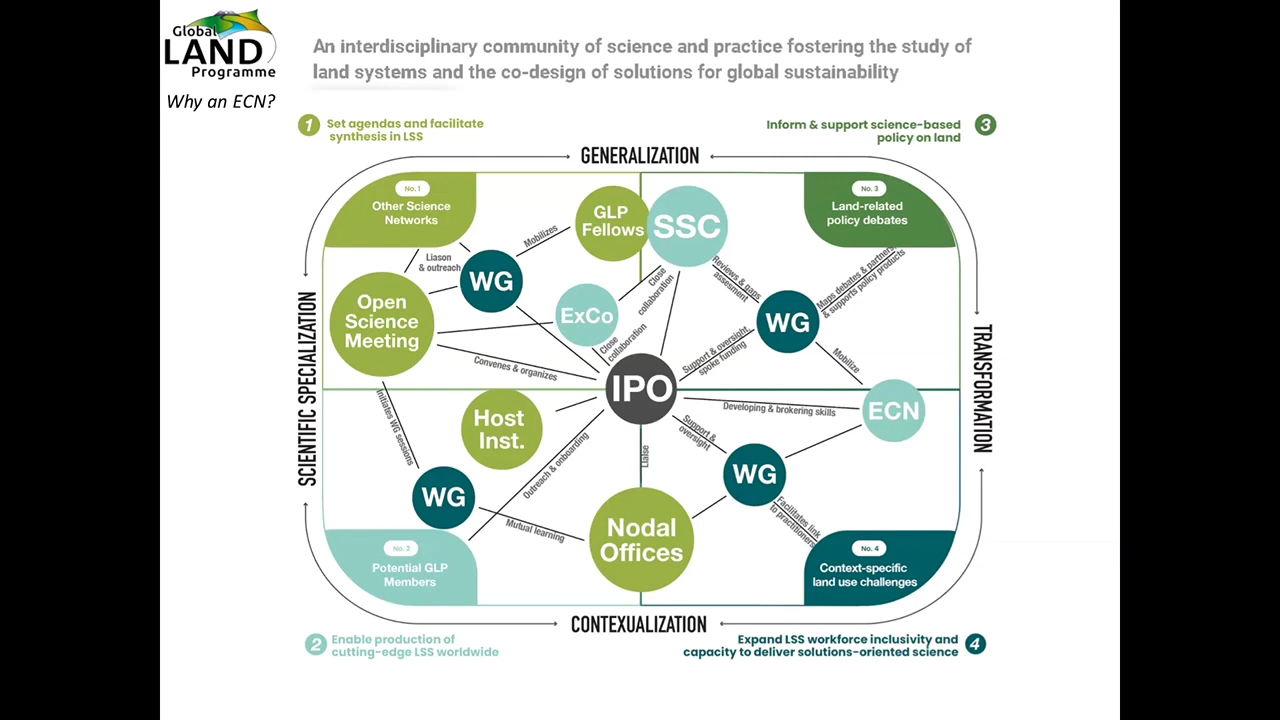 Global
LAND
Programme
Why an ECN?
An interdisciplinary community of science and practice fostering the study of
land systems and the co-design of solutions for global sustainability
1 Set agendas and facilitate
synthesis in LSS
Inform & support science-based 3
policy on land
GENERALIZATION
No. 1
Other Science
Networks
GLP
Fellows
SSC
No. 3
Land-related
policy debates
Mobilizes
Liason
& outreach
WG
Open
Science
Meeting
ExCo
Close
collaboration
Reviews & gaps
assesment
WG
Maps debates & partners
& supports policy products
Close
collaboration
Support & oversight,
spoke funding
Mobilize
Convenes & organizes
IPO
SCIENTIFIC SPECIALIZATION
TRANSFORMATION
Initiates WG sessions
Host
Inst.
Developing & brokering skills
ECN
Support &
oversight
Outreach & onboarding
Liaise
WG
WG
Mutual learning
Nodal
Offices
Facilitates link
To practitioners
No. 2
Potential GLP
Members
No. 4
Context-specific
land use challenges
CONTEXUALIZATION
2 Enable production of
cutting-edge LSS worldwide
Expand LSS workforce inclusivity and 4
capacity to deliver solutions-oriented science